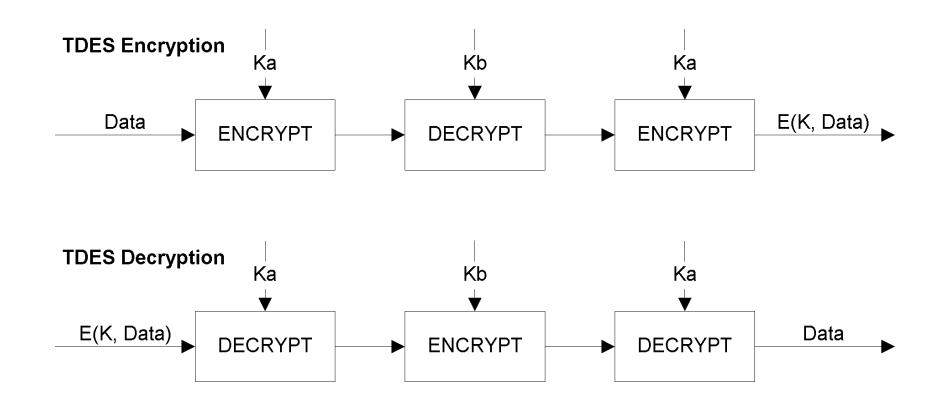 TDES Encryption
Ka
Kb
Ka
Data
ENCRYPT
DECRYPT
ENCRYPT
E(K, Data)
TDES Decryption
Ka
Kb
Ka
E(K, Data)
DECRYPT
ENCRYPT
DECRYPT
Data